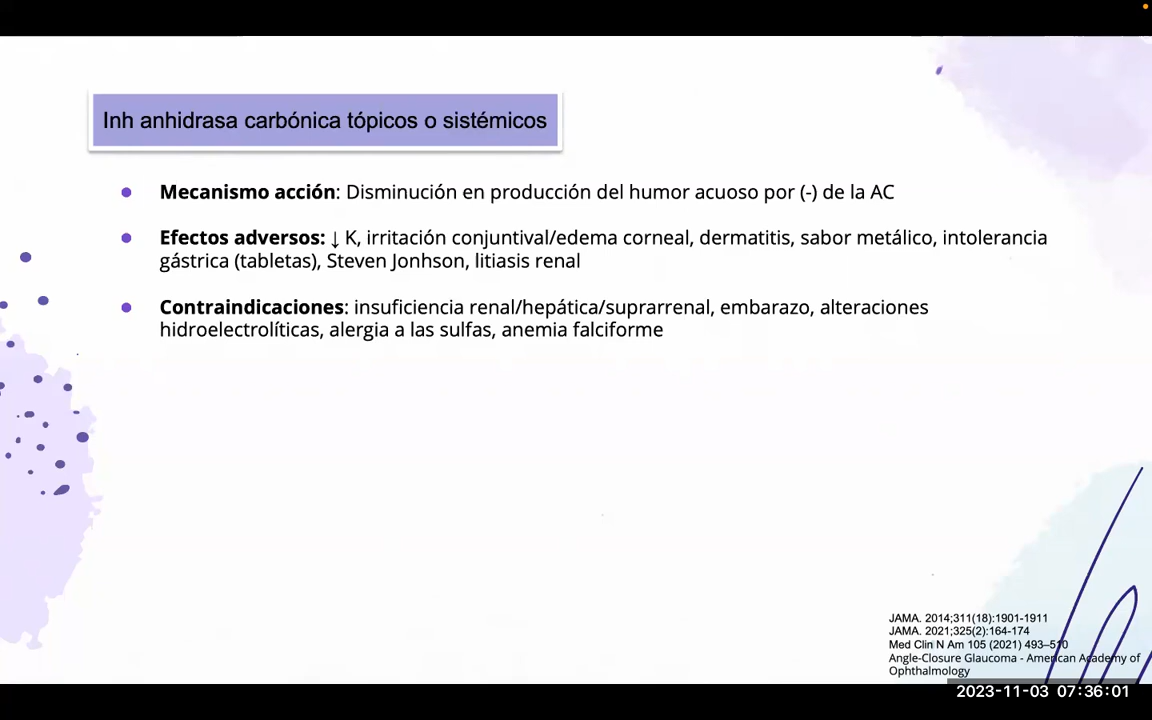 Inh anhidrasa carbónica tópicos o sistémicos
● Mecanismo acción: Disminución en producción del humor acuoso por (-) de la AC
● Efectos adversos: ↓ K, irritación conjuntival/edema corneal, dermatitis, sabor metálico, intolerancia
gástrica (tabletas), Steven Jonhson, litiasis renal
● Contraindicaciones: insuficiencia renal/hepática/suprarrenal, embarazo, alteraciones
hidroelectrolíticas, alergia a las sulfas, anemia falciforme
JAMA. 2014;311(18):1901-1911
JAMA. 2021;325(2):164-174
Med Clin N Am 105 (2021) 493–510
Angle-Closure Glaucoma - American Academy of
Ophthalmology
2023-11-03 07:36:01